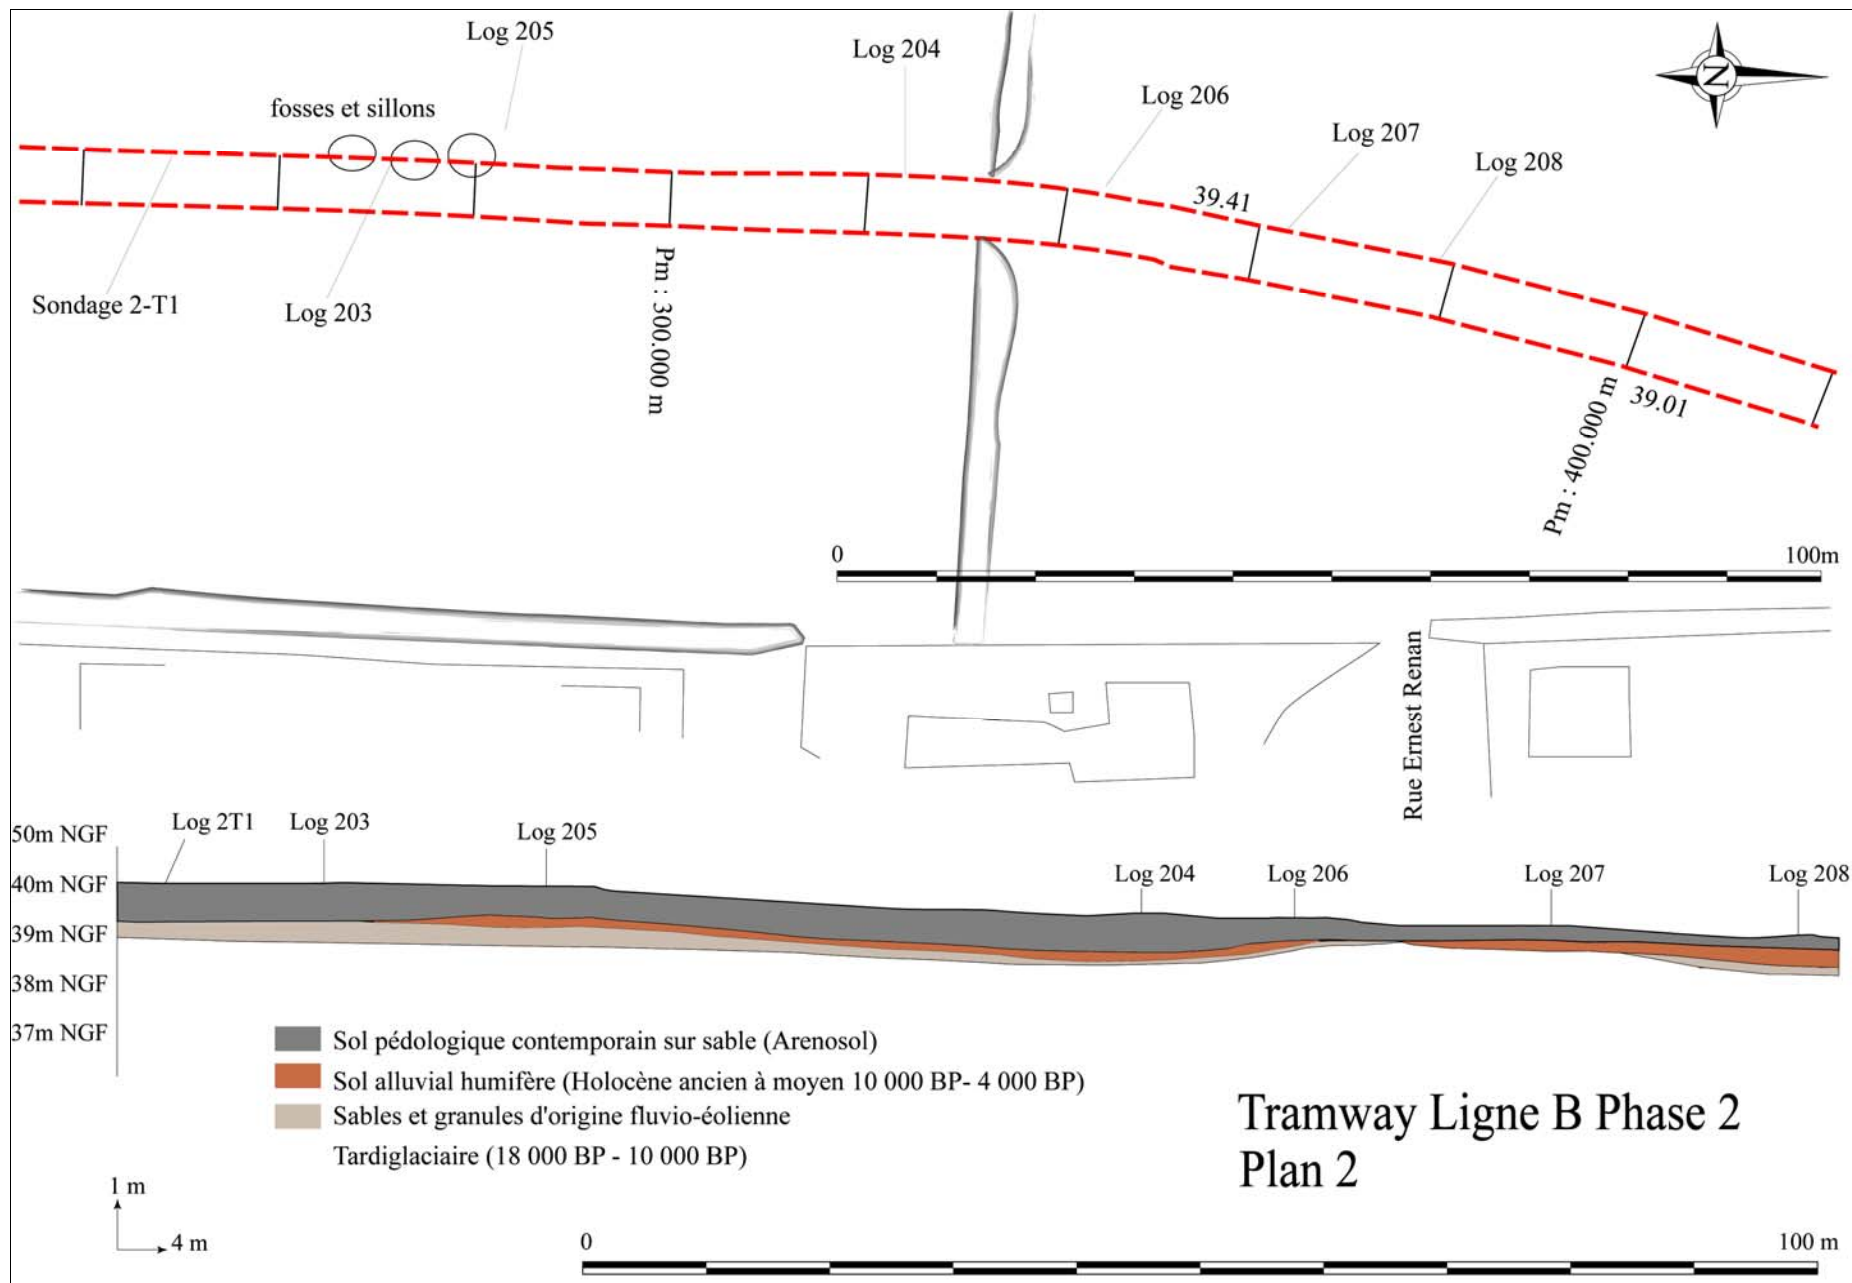 Log 205
Log 204
fosses et sillons
Log 206
Log 207
Log 208
N
39.41
Sondage 2-T1
Log 203
Pm : 300.000 m
Pm : 400.000 m
39.01
0
100m
Rue Ernest Renan
Log 2T1
Log 203
Log 205
Log 204
Log 206
Log 207
Log 208
50m NGF
40m NGF
39m NGF
38m NGF
37m NGF
Sol pédologique contemporain sur sable (Arenosol)
Sol alluvial humifère (Holocène ancien à moyen 10 000 BP- 4 000 BP)
Sables et granules d'origine fluvio-éolienne
Tardiglaciaire (18 000 BP - 10 000 BP)
Tramway Ligne B Phase 2
Plan 2
1 m
4 m
0
100 m